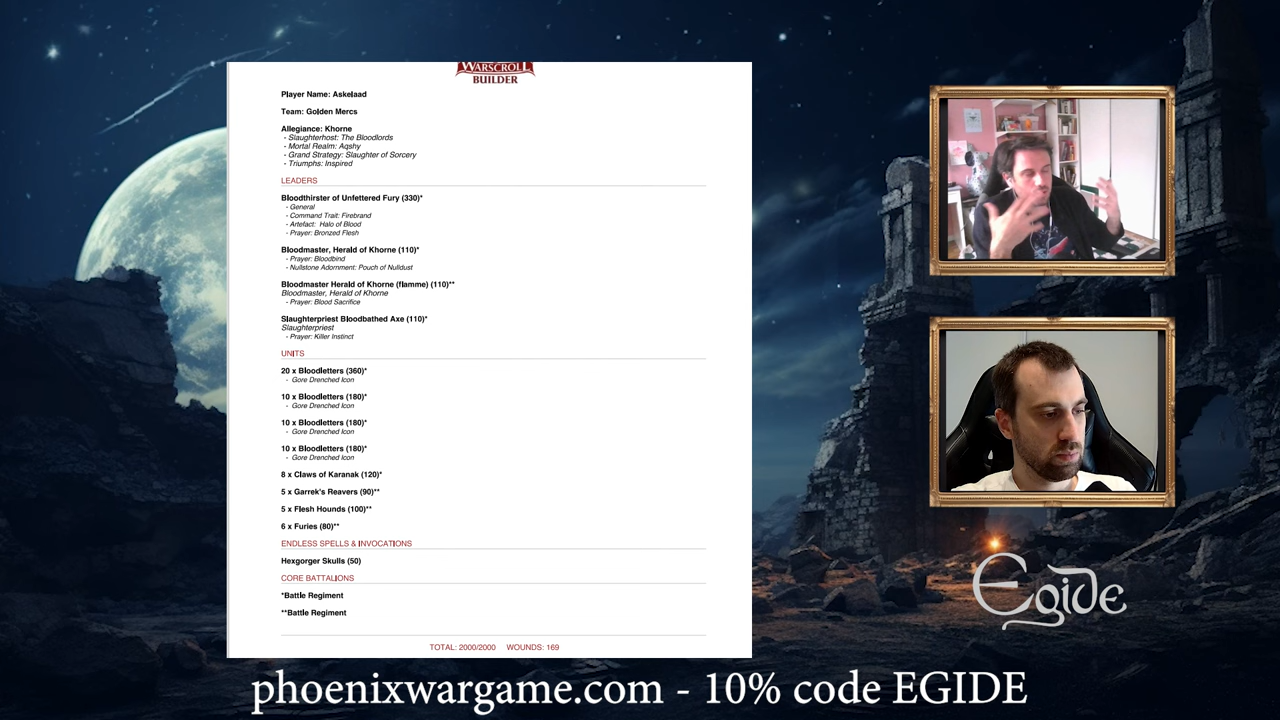 WARSCROLL
BUILDER
Player Name: Askelaad
Team: Golden Mercs
Allegiance: Khorne
- Slaughterhost: The Bloodlords
- Mortal Realm: Aqshy
- Grand Strategy: Slaughter of Sorcery
- Triumphs: Inspired
LEADERS
Bloodthirster of Unfettered Fury (330)*
- General
- Command Trait: Firebrand
- Artefact: Halo of Blood
- Prayer: Bronzed Flesh
Bloodmaster, Herald of Khorne (110)*
- Prayer: Bloodbind
- Nullstone Adornment: Pouch of Nulldust
Bloodmaster Herald of Khorne (flamme) (110)**
Bloodmaster, Herald of Khorne
- Prayer: Blood Sacrifice
Slaughterpriest Bloodbathed Axe (110)*
Slaughterpriest
- Prayer: Killer Instinct
UNITS
20 x Bloodletters (360)*
- Gore Drenched Icon
10 x Bloodletters (180)*
- Gore Drenched Icon
10 x Bloodletters (180)*
- Gore Drenched Icon
10 x Bloodletters (180)*
- Gore Drenched Icon
8 x Claws of Karanak (120)*
5 x Garrek's Reavers (90)**
5 x Flesh Hounds (100)**
6 x Furies (80)**
ENDLESS SPELLS & INVOCATIONS
Hexgorger Skulls (50)
CORE BATTALIONS
*Battle Regiment
**Battle Regiment
TOTAL: 2000/2000 WOUNDS: 169
Egide
phoenixwargame.com - 10% code EGIDE